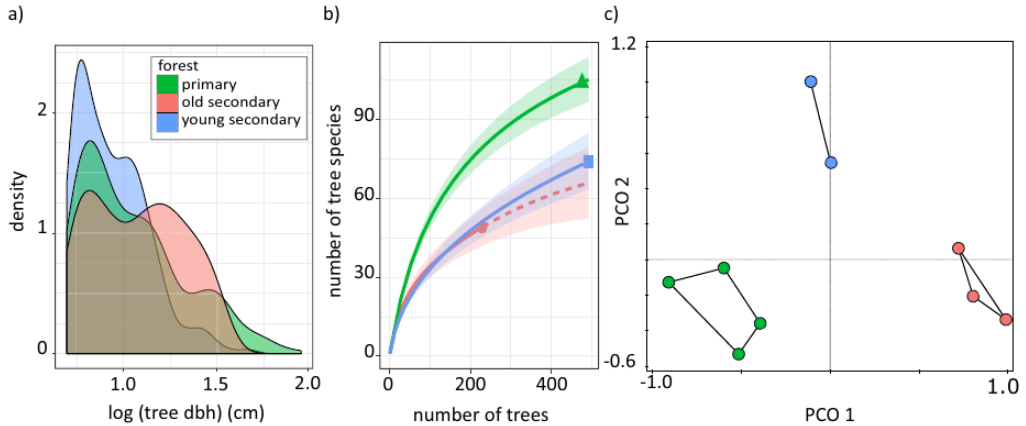 a)
density
2
1
0
1.0
1.5
2.0
log (tree dbh) (cm)
forest
primary
old secondary
young secondary
b)
number of tree species
90
60
30
0
0
200
400
number of trees
c)
PCO 2
1.2
-0.6
-1.0
1.0
PCO 1